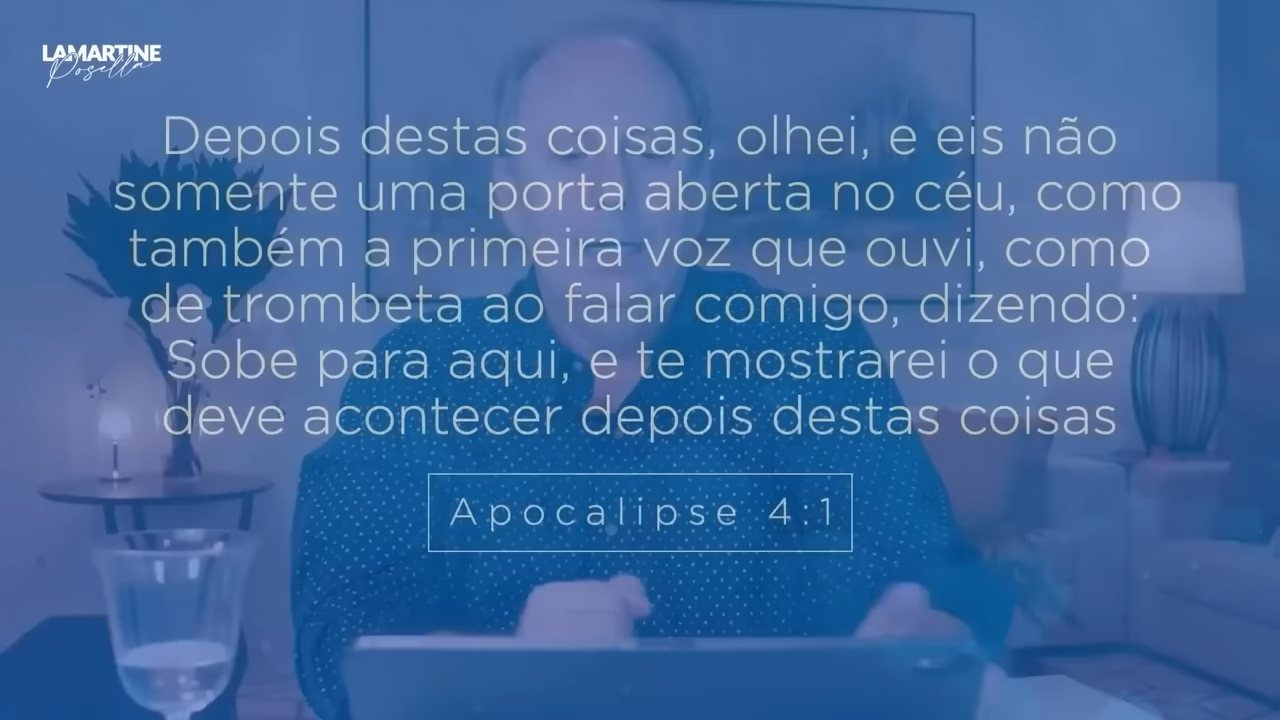 LAMARTINE
Posella
Depois destas coisas, olhei, e eis não
somente uma porta aberta no céu, como
também a primeira voz que ouvi, como
de trombeta ao falar comigo, dizendo:
Sobe para aqui, e te mostrarei o que
deve acontecer depois destas coisas
Apocalipse 4:1